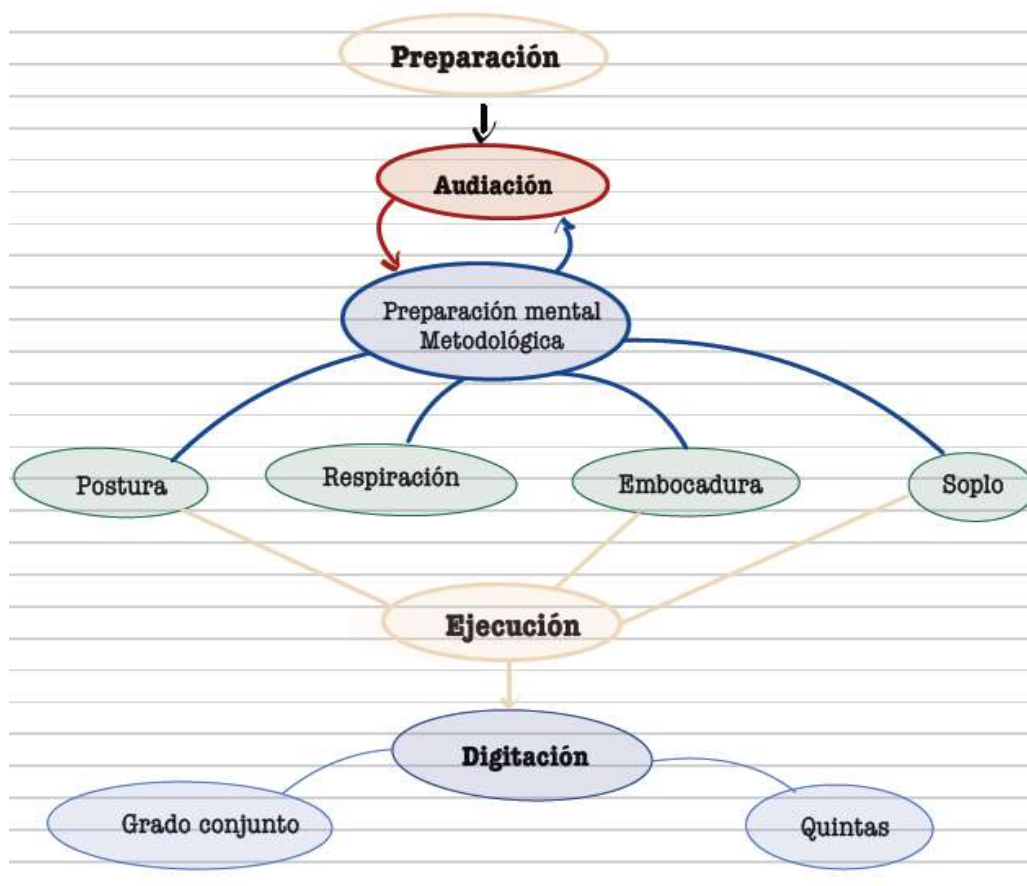 Preparación
Audiación
Preparación mental
Metodológica
Postura
Respiración
Embocadura
Soplo
Ejecución
Digitación
Grado conjunto
Quintas